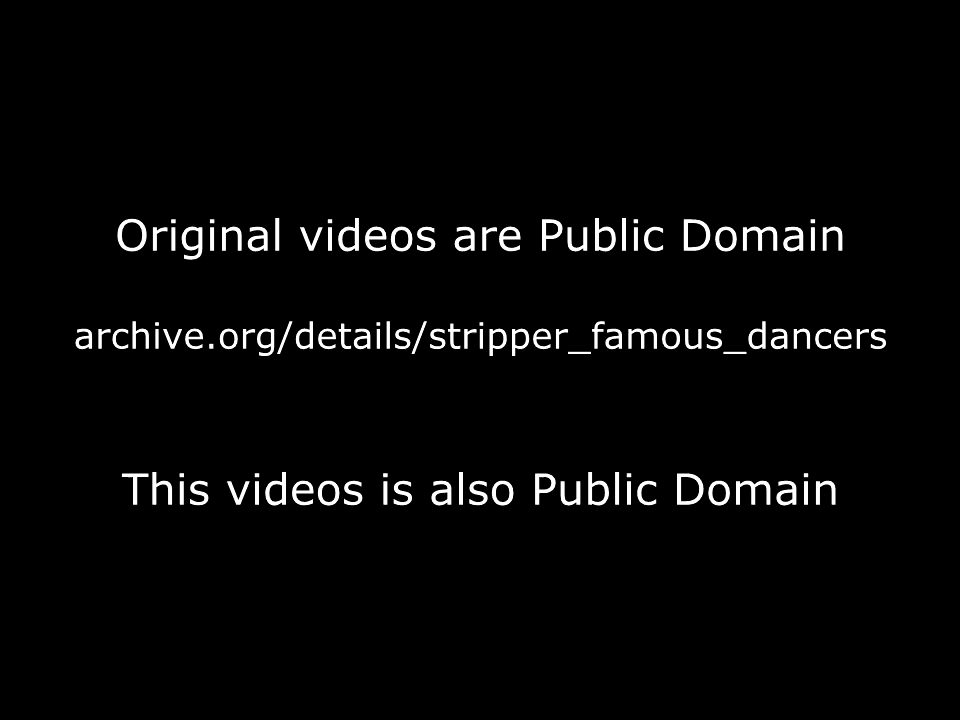 Original videos are Public Domain
archive.org/details/stripper_famous_dancers
This videos is also Public Domain